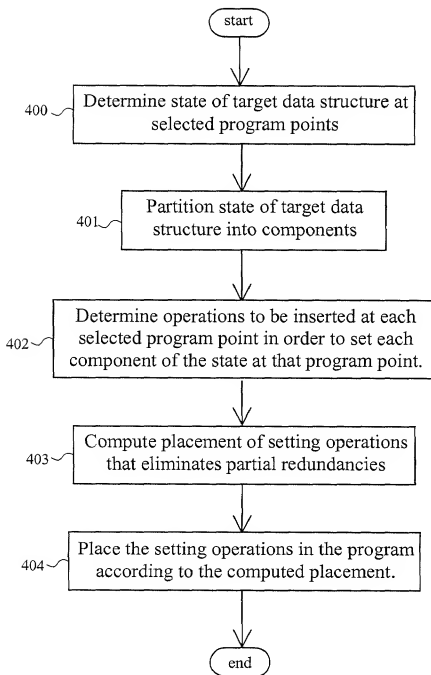 start
400
Determine state of target data structure at
selected program points
401
Partition state of target data
structure into components
402
Determine operations to be inserted at each
selected program point in order to set each
component of the state at that program point.
403
Compute placement of setting operations
that eliminates partial redundancies
404
Place the setting operations in the program
according to the computed placement.
end